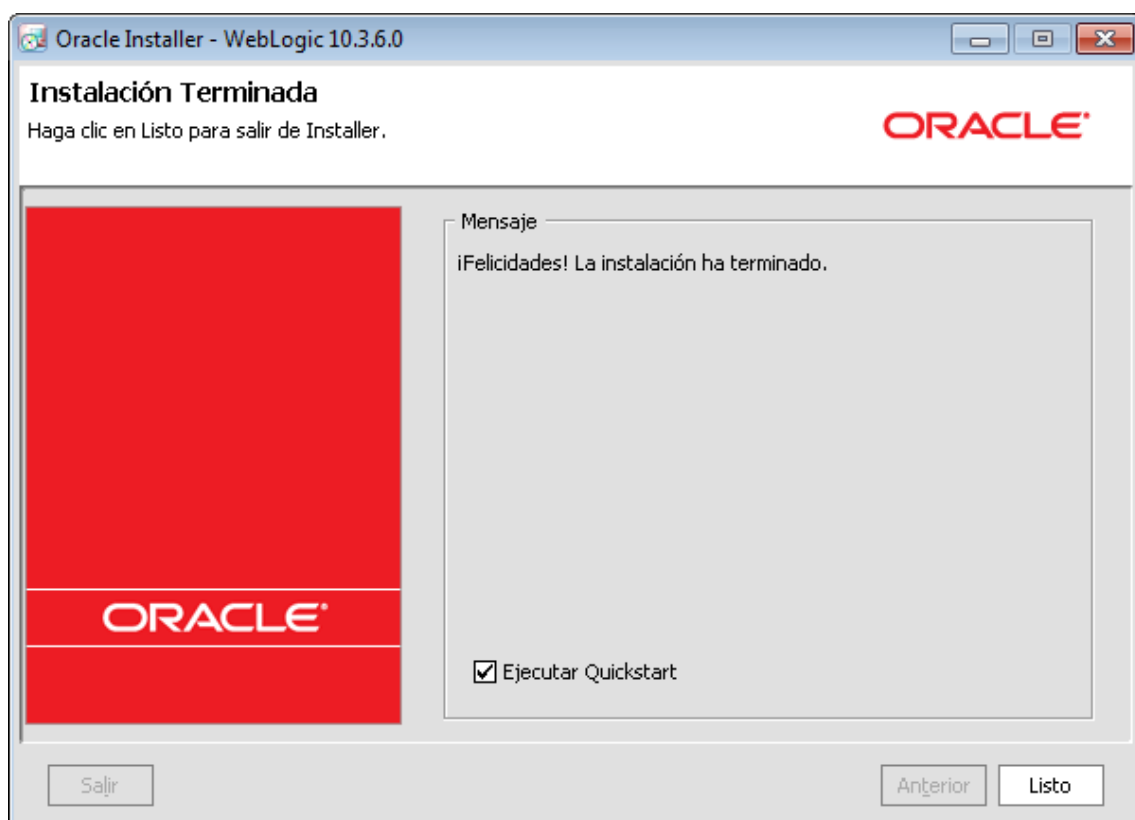 Oracle Installer - WebLogic 10.3.6.0
Instalación Terminada
Haga clic en Listo para salir de Installer.
ORACLE
Mensaje
¡Felicidades! La instalación ha terminado.
ORACLE
Ejecutar Quickstart
Salir
Anterior
Listo